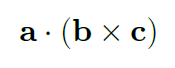 a · (b × c)